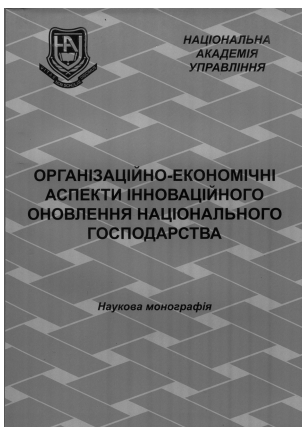 НАЦІОНАЛЬНА
АКАДЕМІЯ
УПРАВЛІННЯ
ОРГАНІЗАЦІЙНО-ЕКОНОМІЧНІ
АСПЕКТИ ІННОВАЦІЙНОГО
ОНОВЛЕННЯ НАЦІОНАЛЬНОГО
ГОСПОДАРСТВА
Наукова монографія